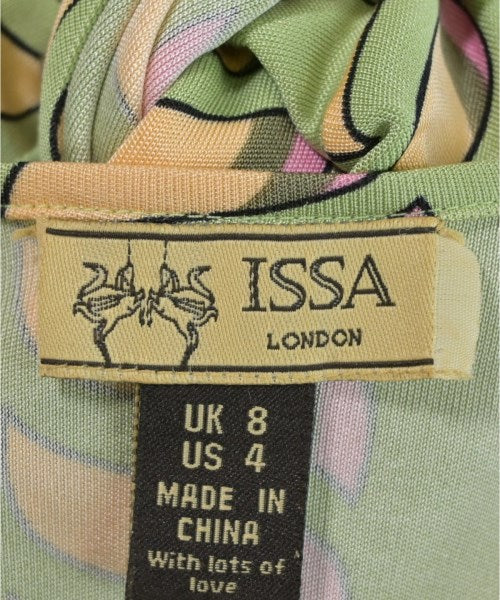 ISSA
LONDON
UK 8
US 4
MADE IN
CHINA
With lots of
love